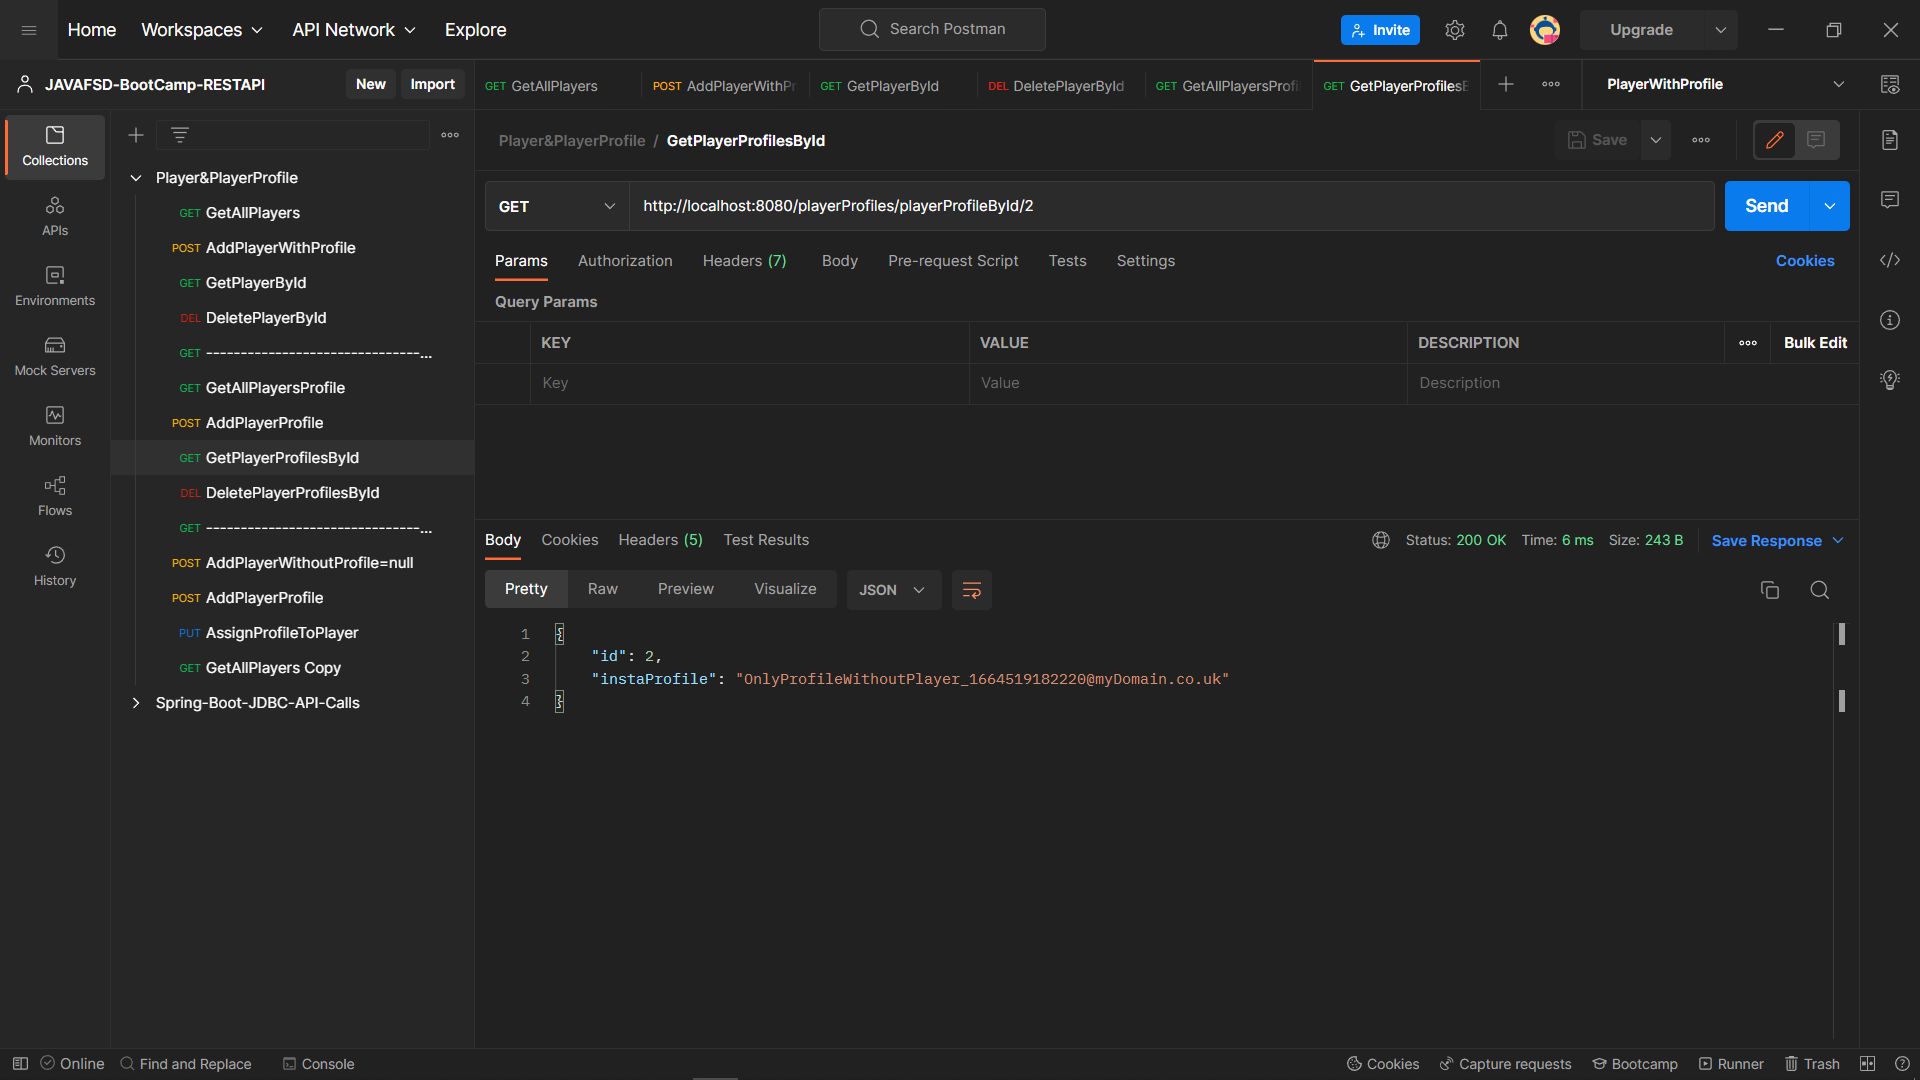 Home Workspaces API Network Explore Search Postman Invite Upgrade
JAVAFSD-BootCamp-RESTAPI New Import
GET GetAllPlayers POST AddPlayerWithPr GET GetPlayerById DEL DeletePlayerById GET GetAllPlayersProfi GET GetPlayerProfilesB PlayerWithProfile
Collections
APIs
Environments
Mock Servers
Monitors
Flows
History
Player&PlayerProfile
GET GetAllPlayers
POST AddPlayerWithProfile
GET GetPlayerById
DEL DeletePlayerById
GET -------------------------------...
GET GetAllPlayersProfile
POST AddPlayerProfile
GET GetPlayerProfilesById
DEL DeletePlayerProfilesById
GET -------------------------------...
POST AddPlayerWithoutProfile=null
POST AddPlayerProfile
PUT AssignProfileToPlayer
GET GetAllPlayers Copy
Spring-Boot-JDBC-API-Calls
Player&PlayerProfile / GetPlayerProfilesById Save
GET http://localhost:8080/playerProfiles/playerProfileById/2 Send
Params Authorization Headers (7) Body Pre-request Script Tests Settings Cookies
Query Params
KEY VALUE DESCRIPTION Bulk Edit
Key Value Description
Body Cookies Headers (5) Test Results Status: 200 OK Time: 6 ms Size: 243 B Save Response
Pretty Raw Preview Visualize JSON
1 {
2 "id": 2,
3 "instaProfile": "OnlyProfileWithoutPlayer_1664519182220@myDomain.co.uk"
4 }
Online Find and Replace Console Cookies Capture requests Bootcamp Runner Trash